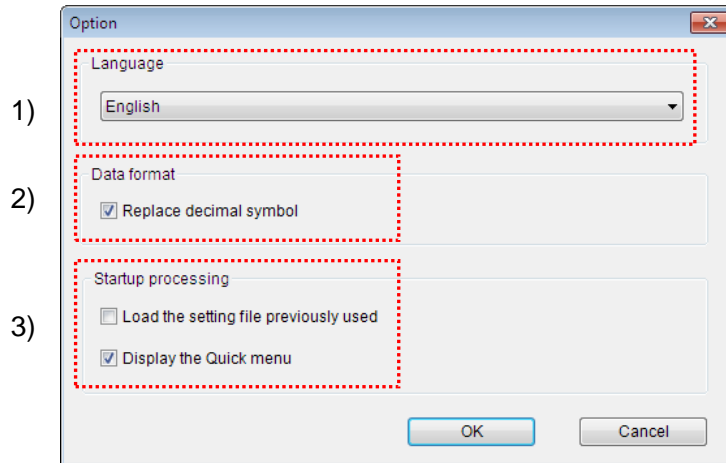 Option
Language
1)
English
Data format
2)
Replace decimal symbol
Startup processing
Load the setting file previously used
3)
Display the Quick menu
OK Cancel